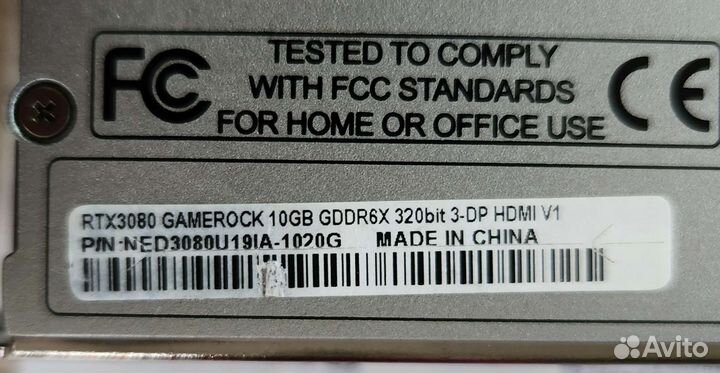 FC
TESTED TO COMPLY
WITH FCC STANDARDS
FOR HOME OR OFFICE USE
CE
RTX3080 GAMEROCK 10GB GDDR6X 320bit 3-DP HDMI V1
P/N:NED3080U19IA-1020G MADE IN CHINA
Avito